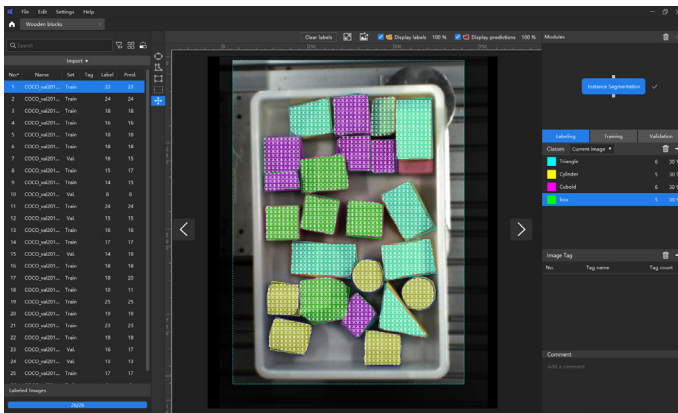 File Edit Settings Help
Wooden blocks
Clear labels Display labels 100 % Display predictions 100 % Modules
Search
Import
No. Name Set Tag Label Pred.
1 COCO_val201... Train 22 23
2 COCO_val201... Train 24 24
3 COCO_val201... Train 18 18
4 COCO_val201... Train 16 16
5 COCO_val201... Train 18 18
6 COCO_val201... Train 18 18
7 COCO_val201... Val. 16 15
8 COCO_val201... Train 15 17
9 COCO_val201... Train 14 15
10 COCO_val201... Val. 8 8
11 COCO_val201... Train 24 24
12 COCO_val201... Val. 15 15
13 COCO_val201... Train 16 16
14 COCO_val201... Train 17 17
15 COCO_val201... Val. 14 19
16 COCO_val201... Train 18 18
17 COCO_val201... Train 18 20
18 COCO_val201... Train 10 11
19 COCO_val201... Train 25 25
20 COCO_val201... Train 19 19
21 COCO_val201... Train 23 23
22 COCO_val201... Train 18 18
23 COCO_val201... Val. 16 17
24 COCO_val201... Val. 13 13
25 COCO_val201... Train 17 17
Labeled Images
26/26
Instance Segmentation
Labeling Training Validation
Classes Current image
Triangle 6 30
Cylinder 5 30
Cuboid 6 30
box 5 30
Image Tag
No. Tag name Tag count
Comment
Add a comment